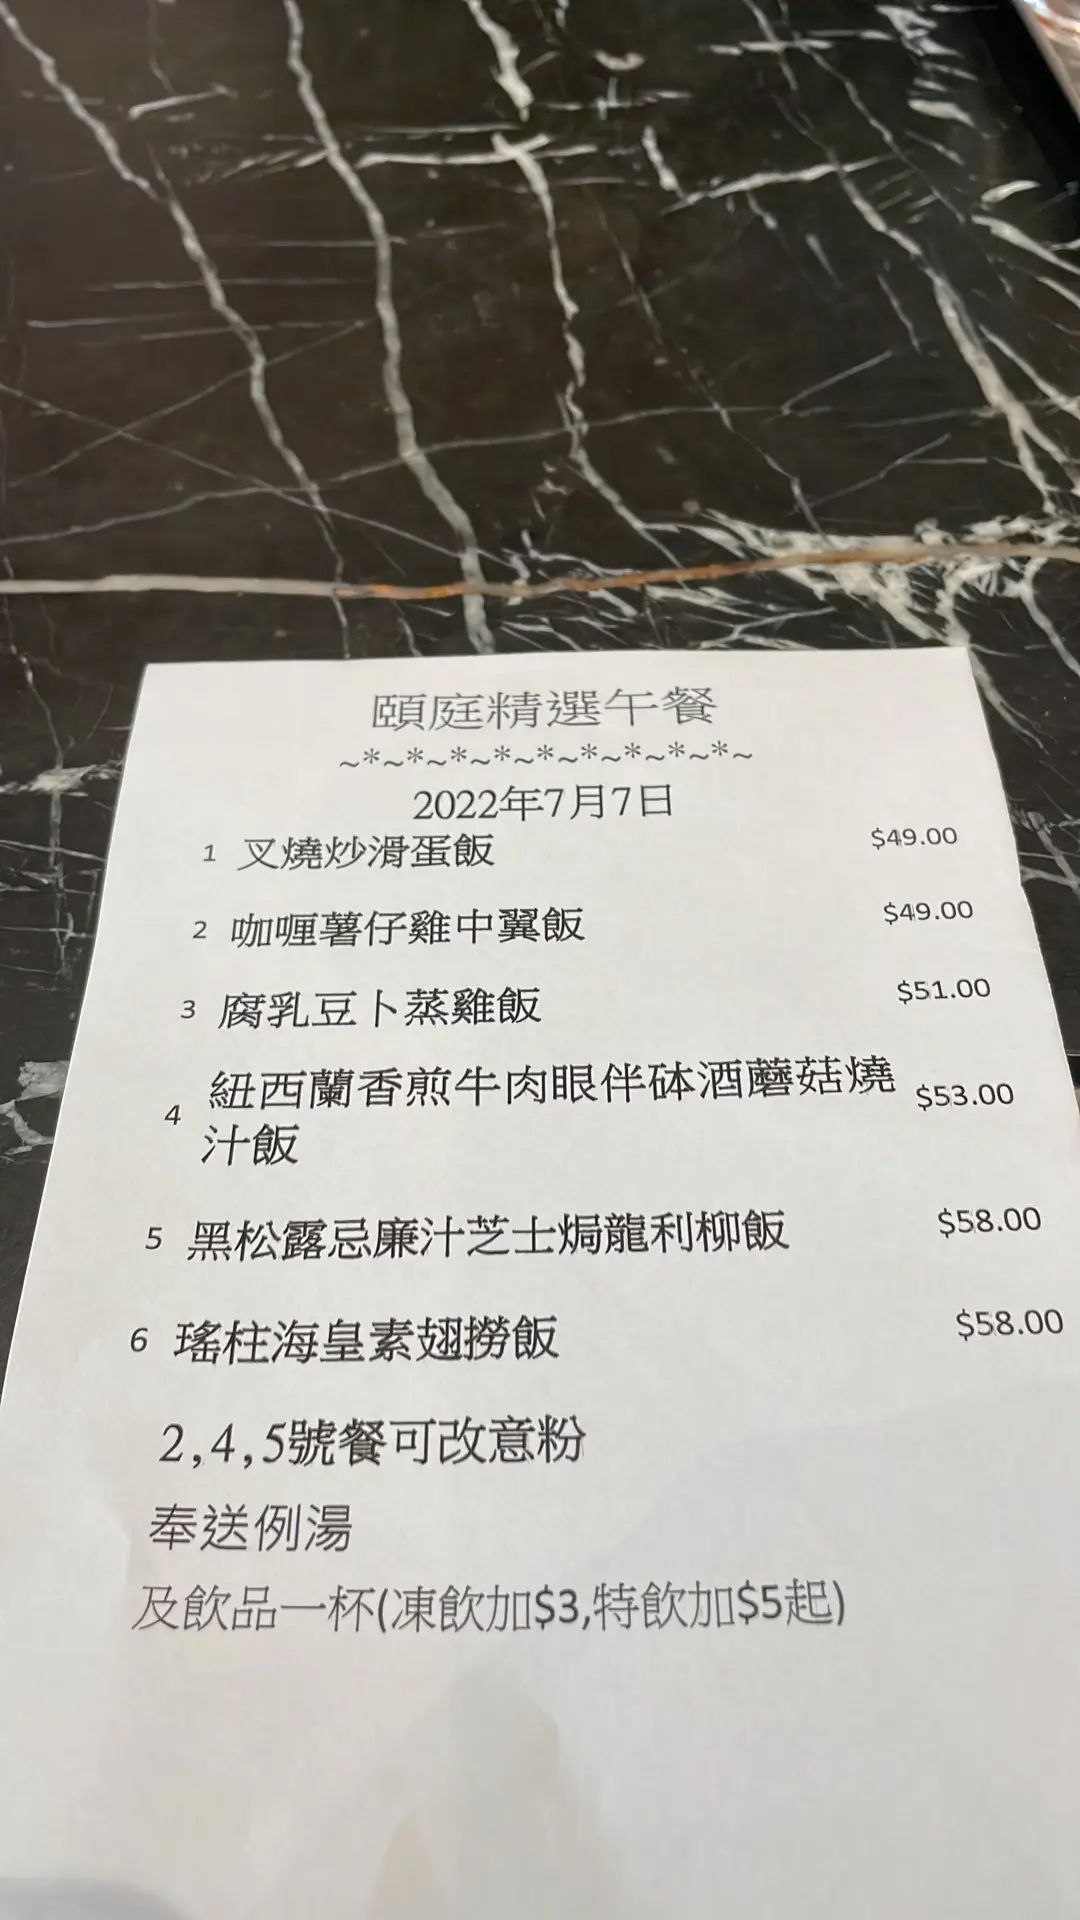 頤庭精選午餐
~*~*~*~*~*~*~*~*~*~
2022年7月7日
1 叉燒炒滑蛋飯 $49.00
2 咖喱薯仔雞中翼飯 $49.00
3 腐乳豆卜蒸雞飯 $51.00
4 紐西蘭香煎牛肉眼伴砵酒蘑菇燒 $53.00
汁飯
5 黑松露忌廉汁芝士焗龍利柳飯 $58.00
6 瑤柱海皇素翅撈飯 $58.00
2,4,5號餐可改意粉
奉送例湯
及飲品一杯(凍飲加$3,特飲加$5起)